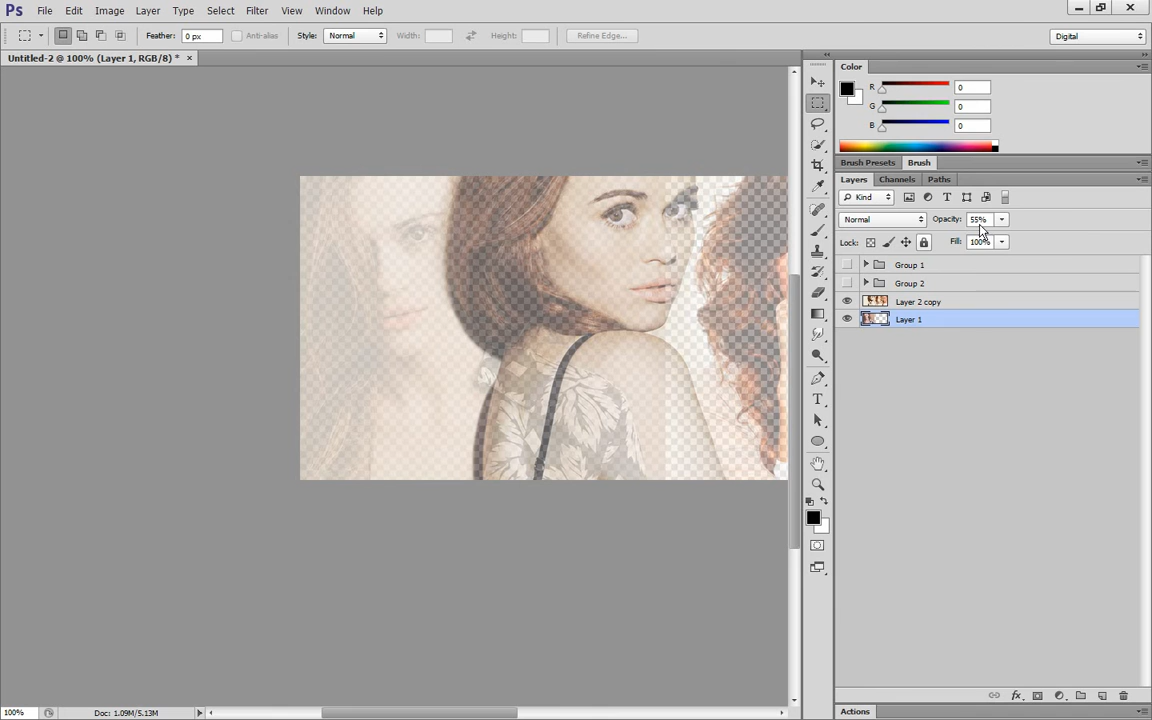 Ps File Edit Image Layer Type Select Filter View Window Help
Feather: 0 px Anti-alias Style: Normal Width: Height: Refine Edge... Digital
Untitled-2 @ 100% (Layer 1, RGB/8) * ×
Color
R 0
G 0
B 0
Brush Presets Brush
Layers Channels Paths
Kind
Normal Opacity: 55%
Lock: Fill: 100%
Group 1
Group 2
Layer 2 copy
Layer 1
T
fx
100% Doc: 1.09M/5.13M
Actions